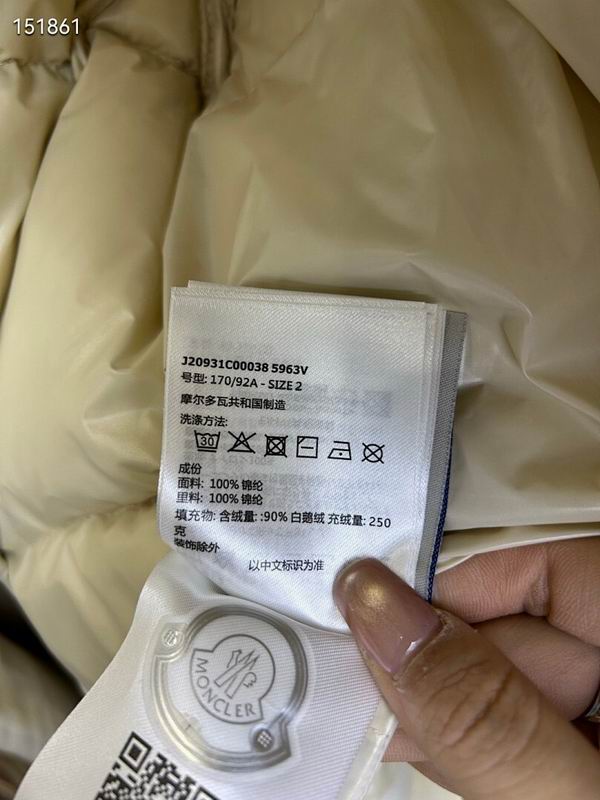 151861
J20931C00038 5963V
号型: 170/92A - SIZE 2
摩尔多瓦共和国制造
洗涤方法:
30
成份
面料: 100% 锦纶
里料: 100% 锦纶
填充物: 含绒量: :90% 白鹅绒 充绒量: 250
克
装饰除外
以中文标识为准
MONCLER